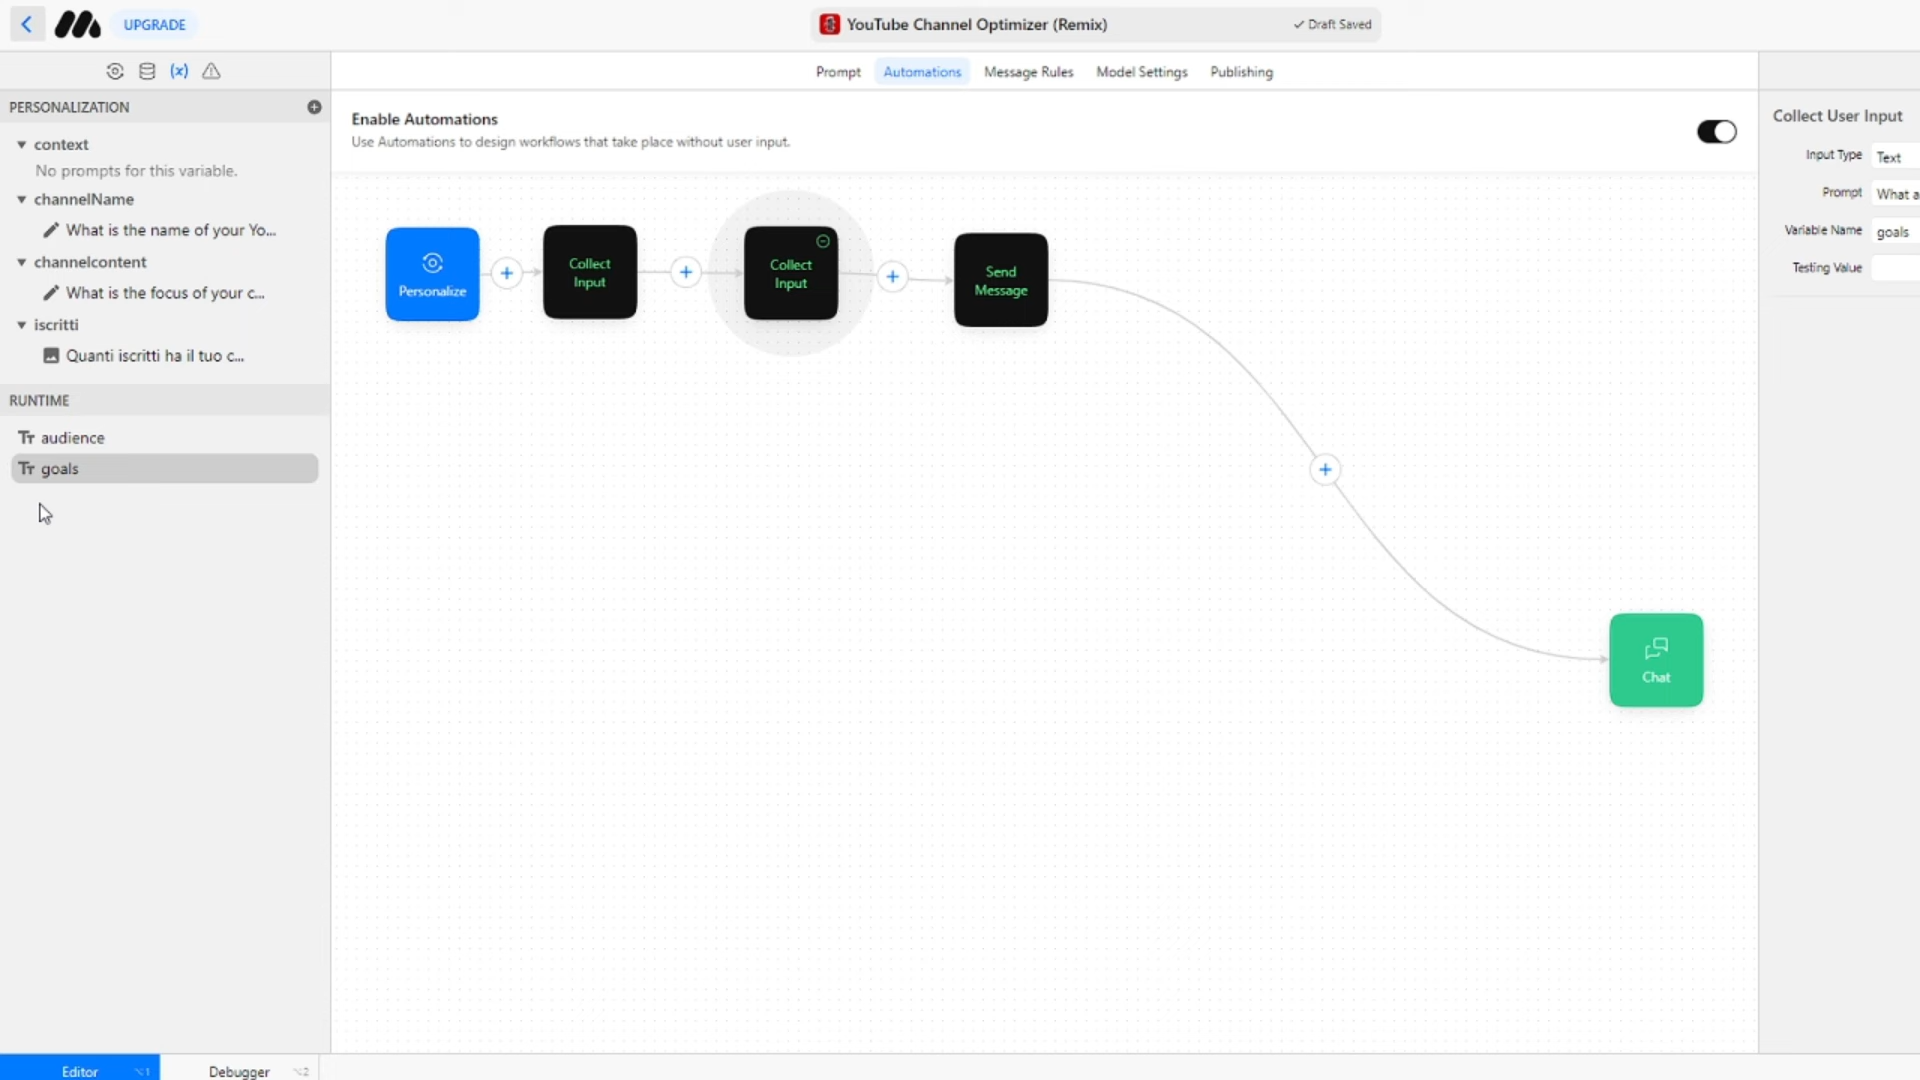 UPGRADE
YouTube Channel Optimizer (Remix)
Draft Saved
(x)
Prompt
Automations
Message Rules
Model Settings
Publishing
PERSONALIZATION
context
No prompts for this variable.
channelName
What is the name of your Yo...
channelcontent
What is the focus of your c...
iscritti
Quanti iscritti ha il tuo c...
RUNTIME
Tт audience
Tт goals
Enable Automations
Use Automations to design workflows that take place without user input.
Personalize
Collect
Input
Collect
Input
Send
Message
Chat
Collect User Input
Input Type
Text
Prompt
What a
Variable Name
goals
Testing Value
Editor
⌥1
Debugger
⌥2